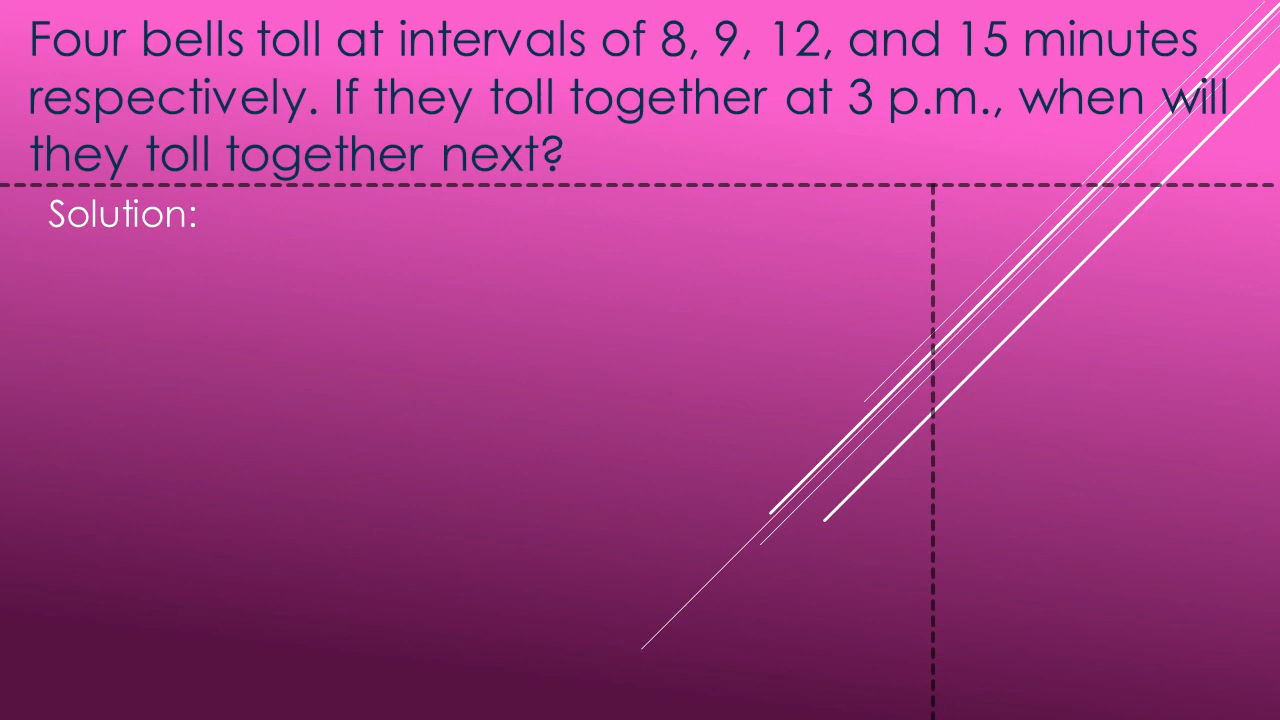 Four bells toll at intervals of 8, 9, 12, and 15 minutes
respectively. If they toll together at 3 p.m., when will
they toll together next?
Solution: